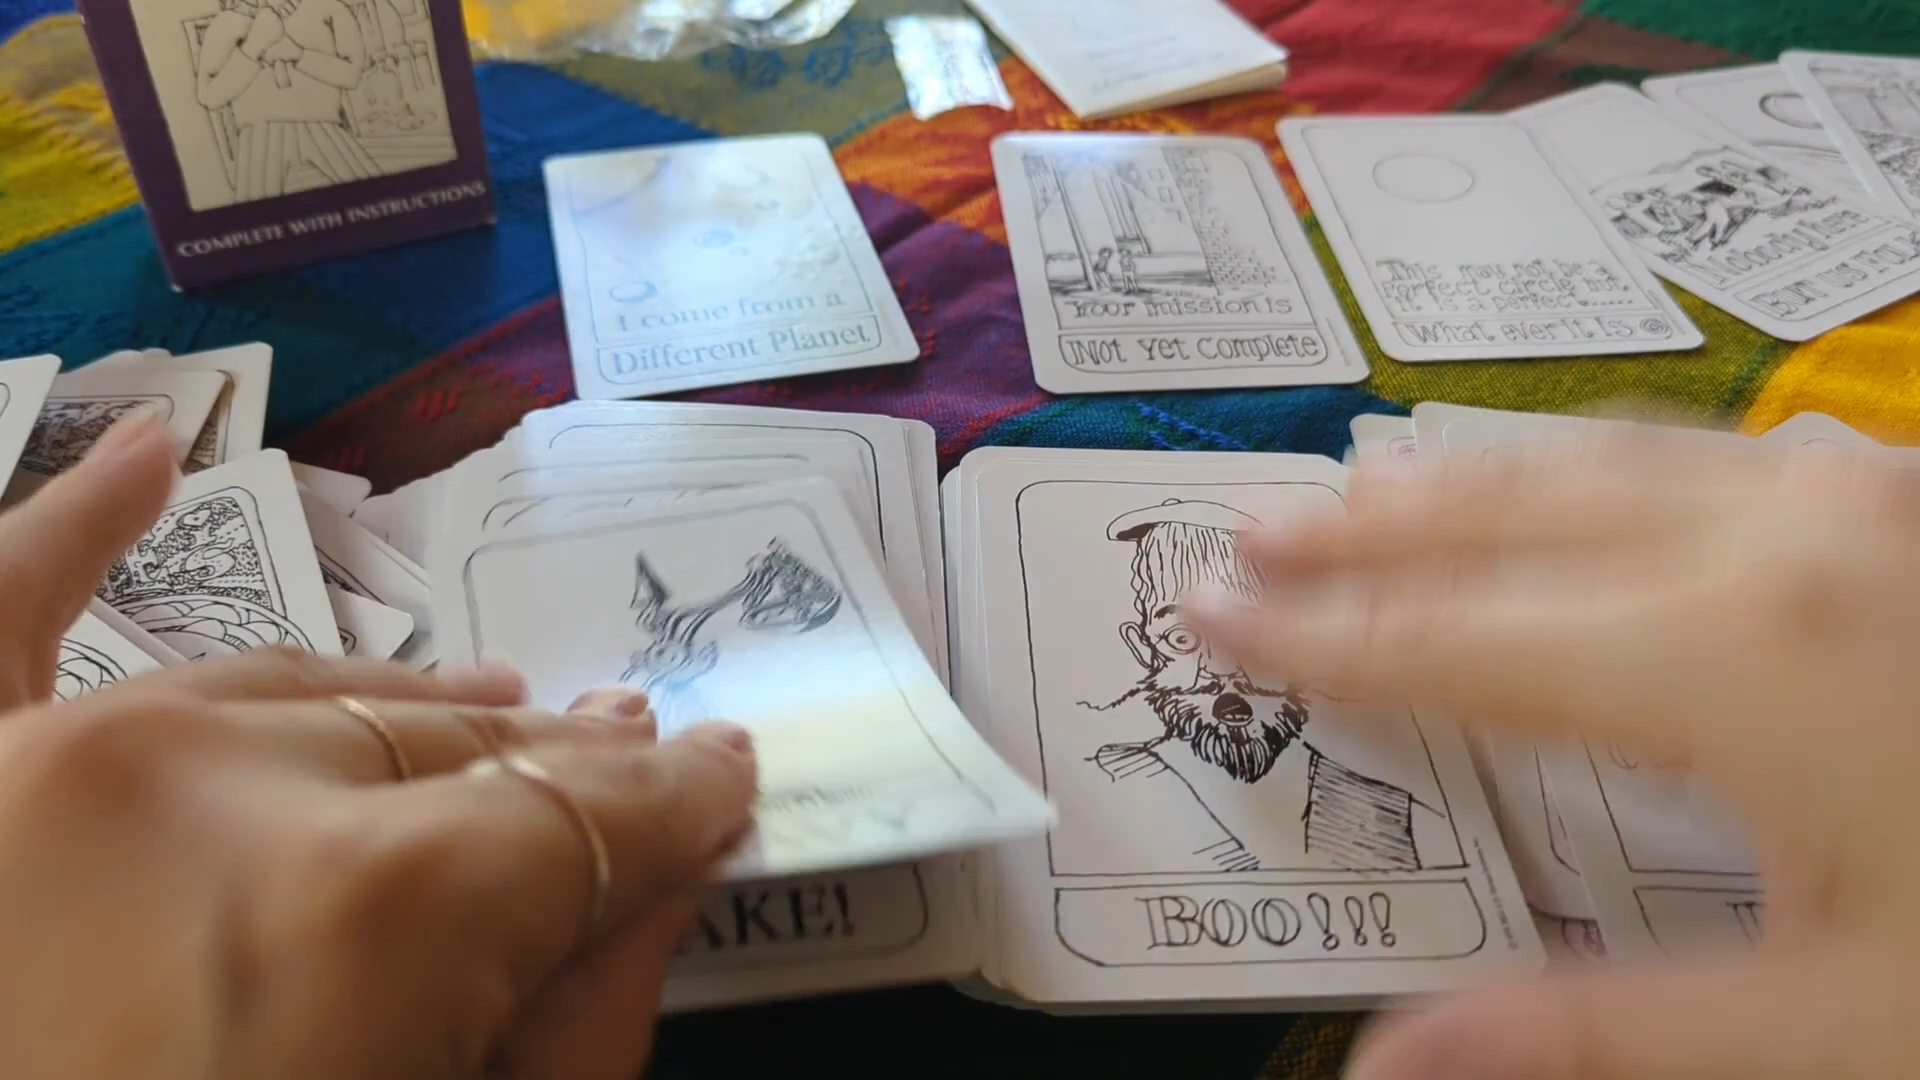 COMPLETE WITH INSTRUCTIONS
I come from a
Different Planet
Your mission is
Not Yet Complete
This may not be a
perfect circle but
it is a perfect......
What ever it is
Nobody here
But us
AKE!
BOO!!!